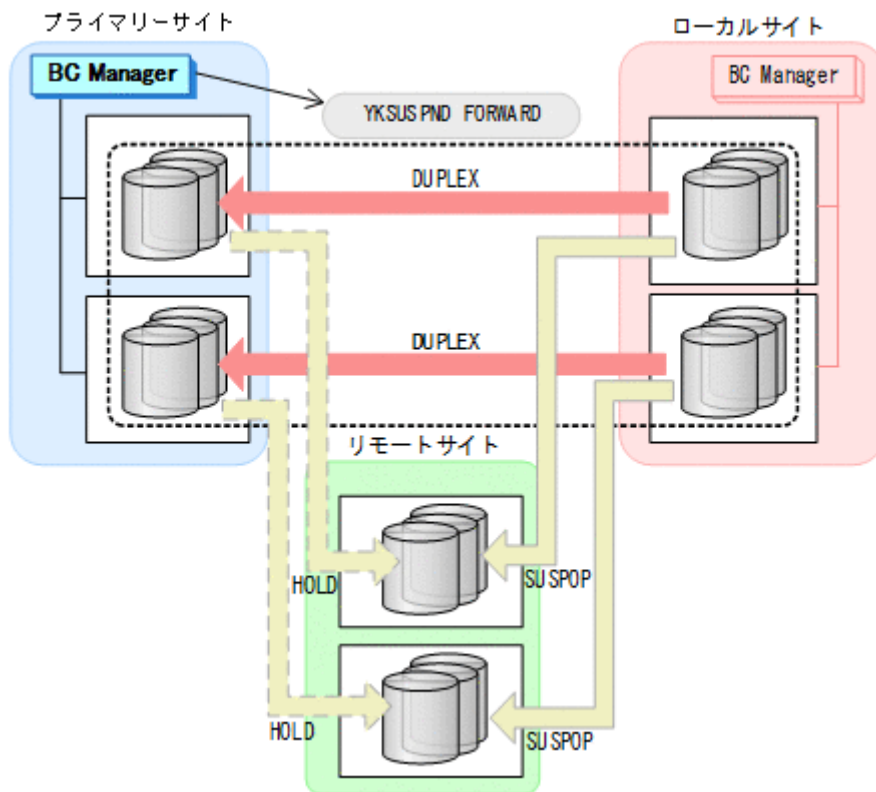 プライマリーサイト
ローカルサイト
BC Manager
BC Manager
YKSUSPND FORWARD
DUPLEX
DUPLEX
リモートサイト
HOLD
SUSPOP
HOLD
SUSPOP